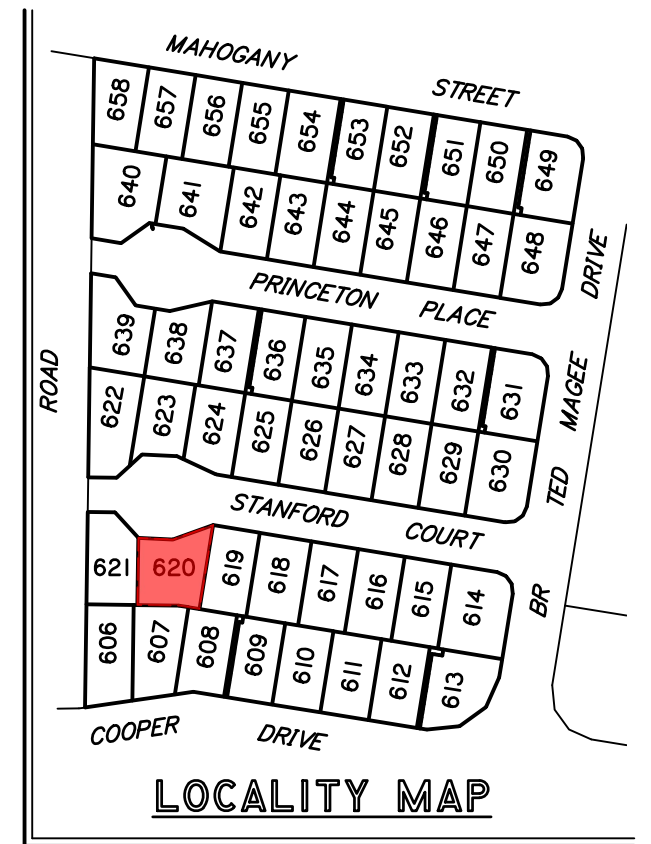 MAHOGANY STREET
658 657 656 655 654 653 652 651 650 649
640 641 642 643 644 645 646 647 648
DRIVE
PRINCETON PLACE
639 638 637 636 635 634 633 632 631
ROAD
MAGEE
622 623 624 625 626 627 628 629 630
TED
STANFORD COURT
621 620 619 618 617 616 615 614
BR
606 607 608 609 610 611 612 613
COOPER DRIVE
LOCALITY MAP